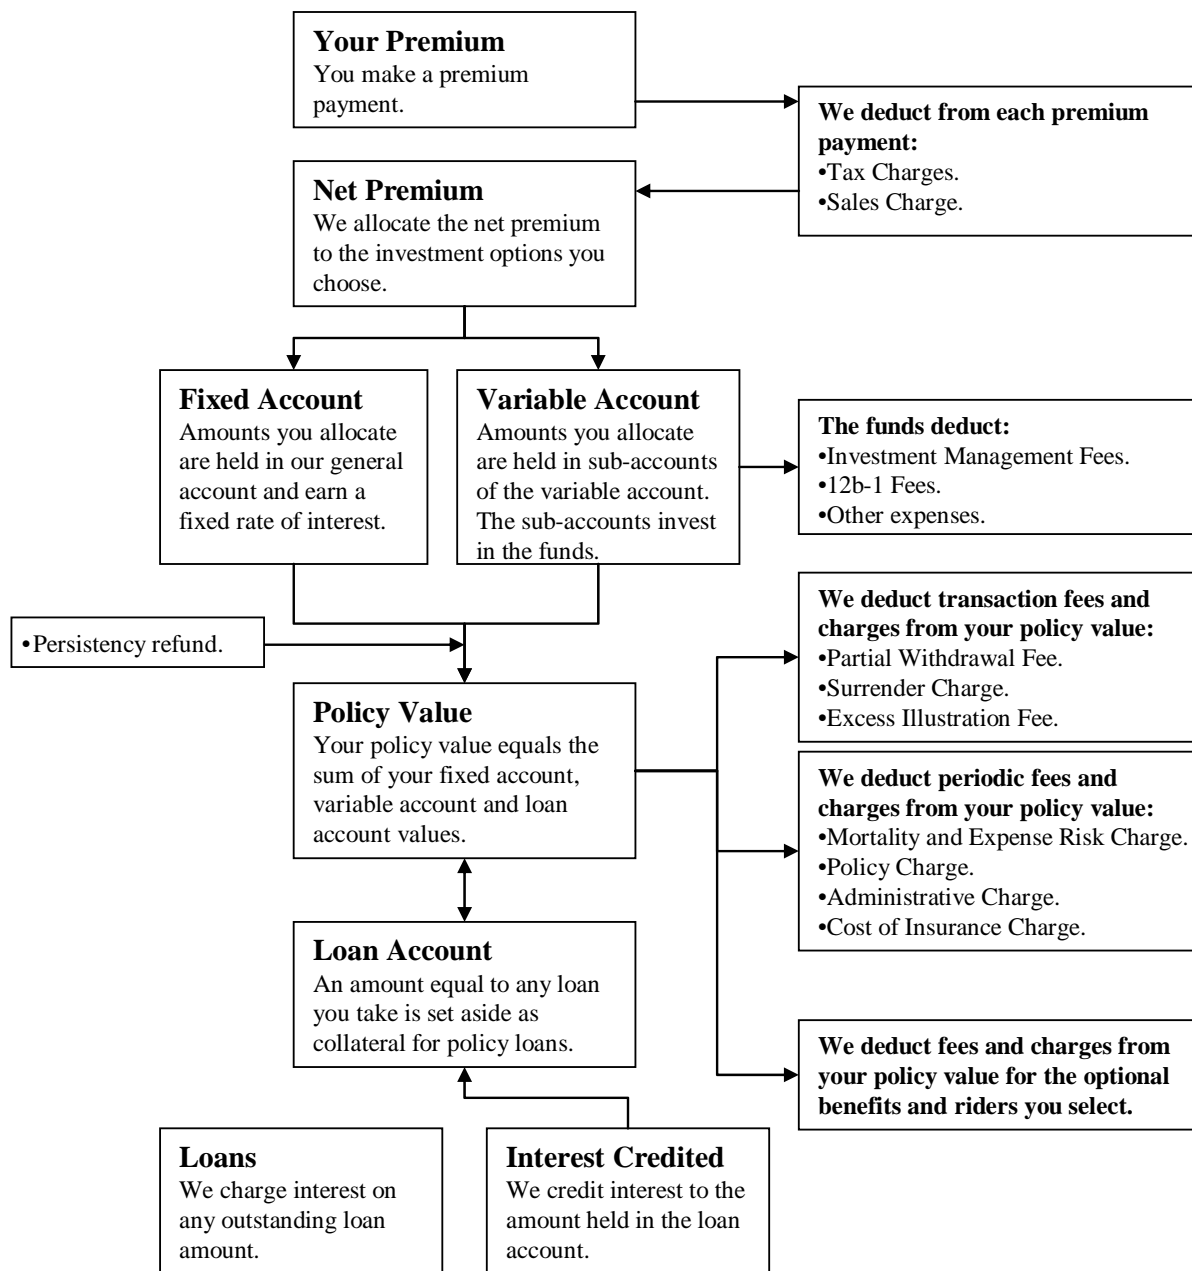 Your Premium
You make a premium
payment.
We deduct from each premium
payment:
•Tax Charges.
•Sales Charge.
Net Premium
We allocate the net premium
to the investment options you
choose.
Fixed Account
Amounts you allocate
are held in our general
account and earn a
fixed rate of interest.
Variable Account
Amounts you allocate
are held in sub-accounts
of the variable account.
The sub-accounts invest
in the funds.
The funds deduct:
•Investment Management Fees.
•12b-1 Fees.
•Other expenses.
•Persistency refund.
We deduct transaction fees and
charges from your policy value:
•Partial Withdrawal Fee.
•Surrender Charge.
•Excess Illustration Fee.
Policy Value
Your policy value equals the
sum of your fixed account,
variable account and loan
account values.
We deduct periodic fees and
charges from your policy value:
•Mortality and Expense Risk Charge.
•Policy Charge.
•Administrative Charge.
•Cost of Insurance Charge.
Loan Account
An amount equal to any loan
you take is set aside as
collateral for policy loans.
We deduct fees and charges from
your policy value for the optional
benefits and riders you select.
Loans
We charge interest on
any outstanding loan
amount.
Interest Credited
We credit interest to the
amount held in the loan
account.